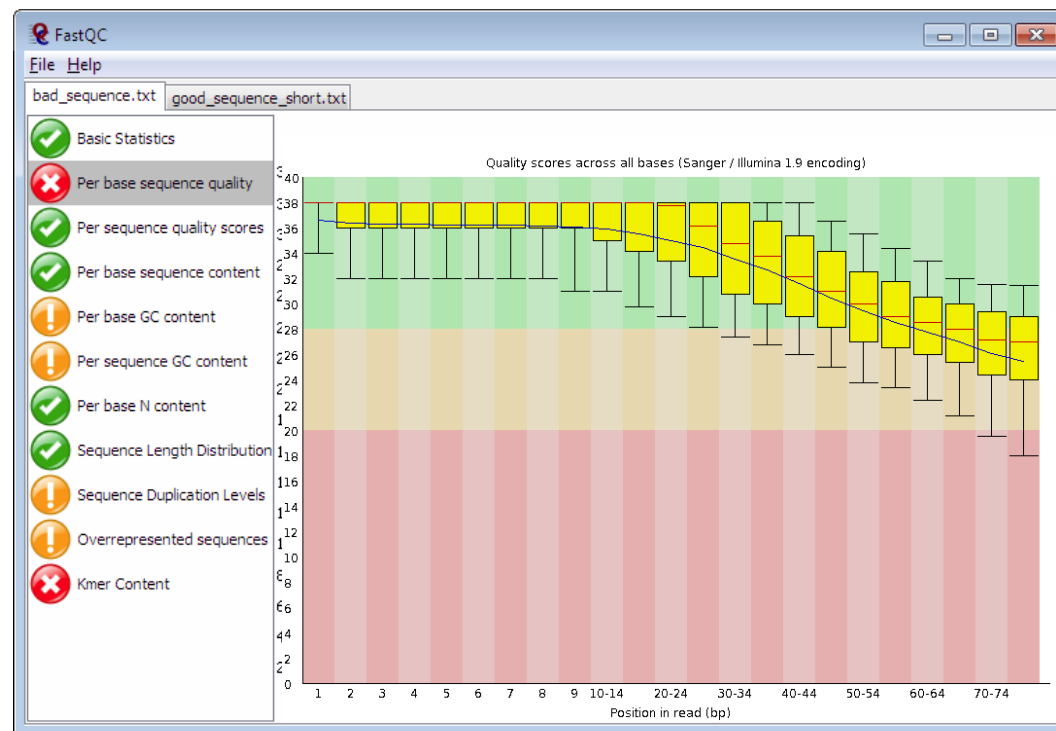 FastQC
File Help
bad_sequence.txt good_sequence_short.txt
Basic Statistics
Per base sequence quality
Per sequence quality scores
Per base sequence content
Per base GC content
Per sequence GC content
Per base N content
Sequence Length Distribution
Sequence Duplication Levels
Overrepresented sequences
Kmer Content
Quality scores across all bases (Sanger / Illumina 1.9 encoding)
40
38
36
34
32
30
28
26
24
22
20
18
16
14
12
10
8
6
4
2
0
1 2 3 4 5 6 7 8 9 10-14 20-24 30-34 40-44 50-54 60-64 70-74
Position in read (bp)